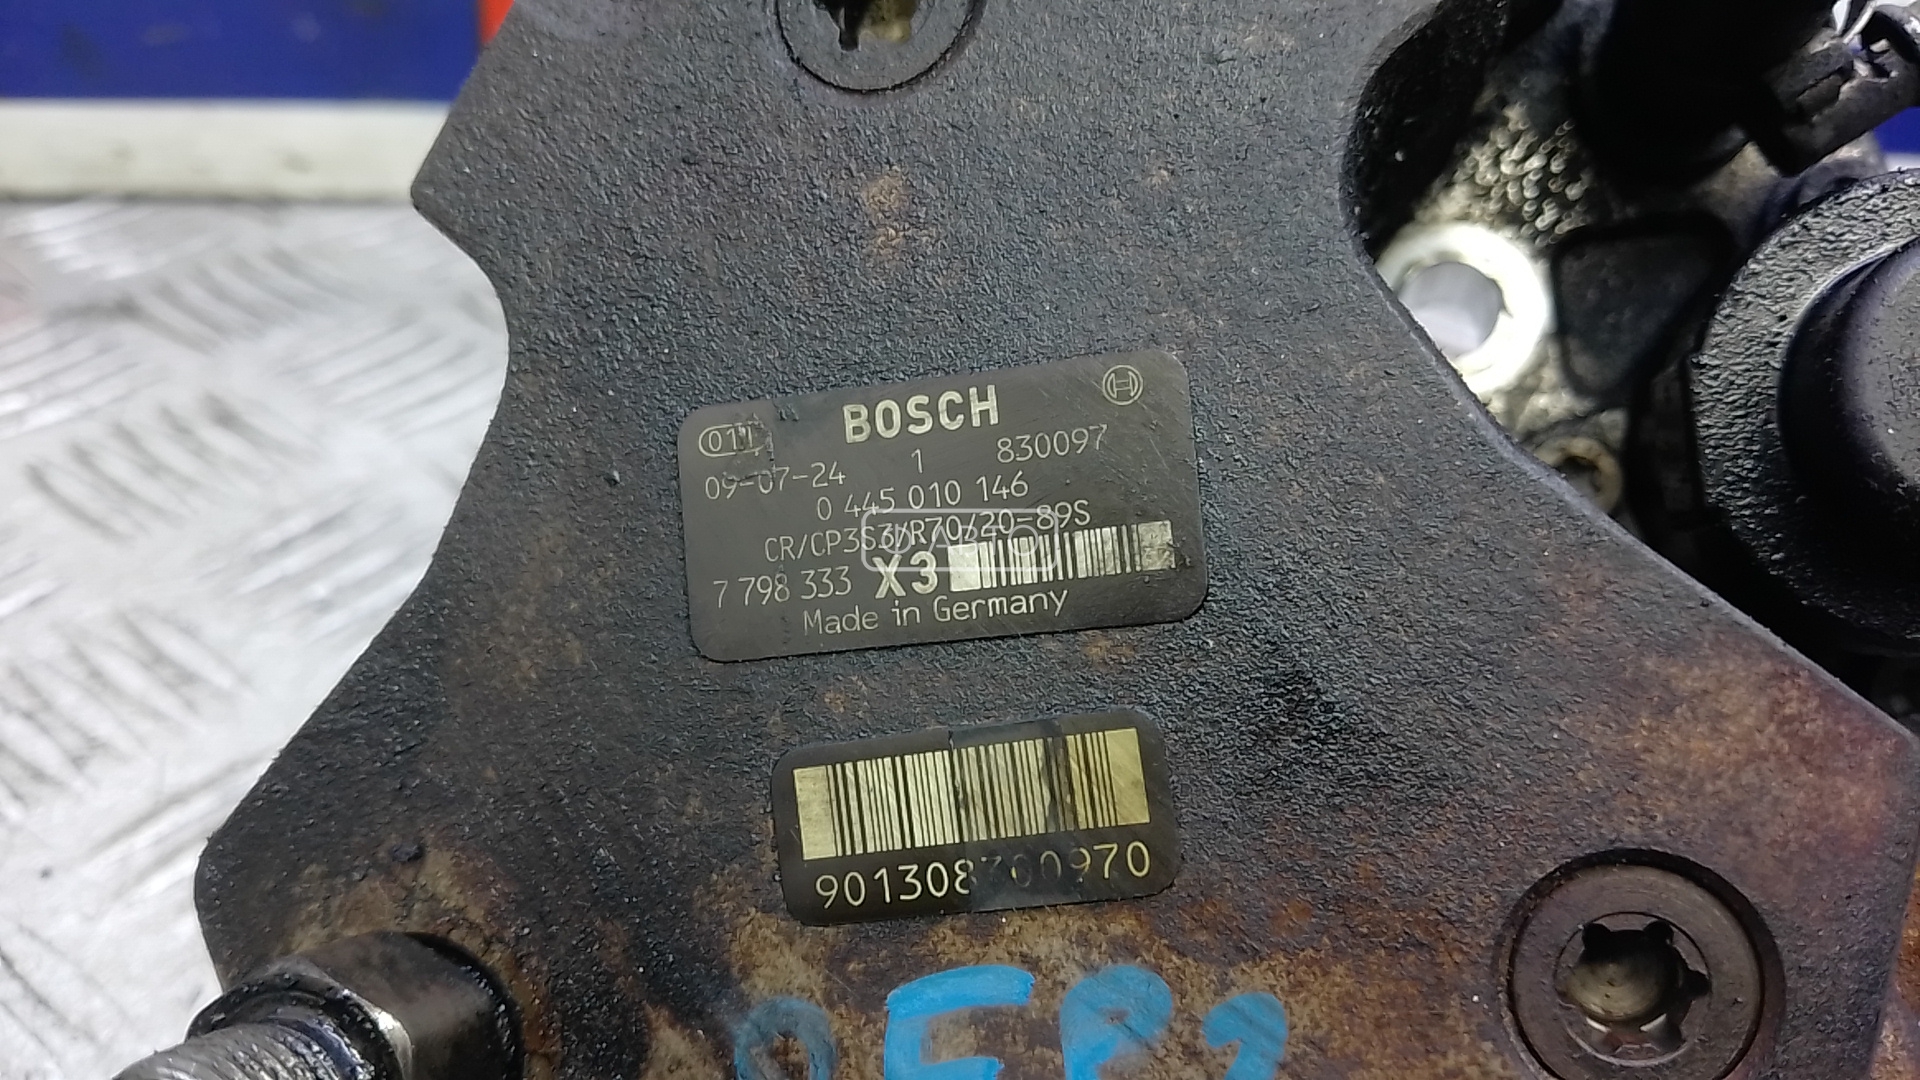 BOSCH
011
09-07-24 1 830097
0 445 010 146
CR/CP3S3/R70/20-89S
7 798 333 X3
Made in Germany
901308700970